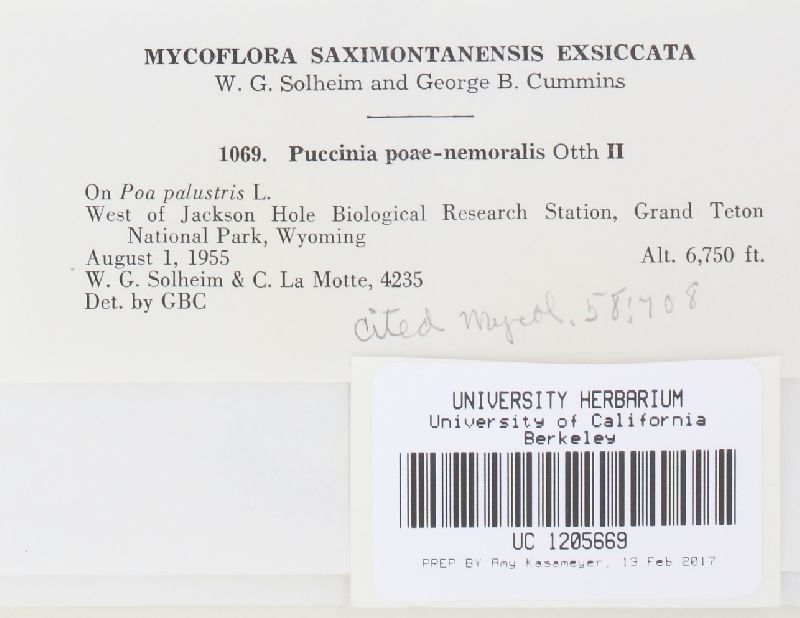 MYCOFLORA SAXIMONTANENSIS EXSICCATA
W. G. Solheim and George B. Cummins
1069. Puccinia poae-nemoralis Otth II
On Poa palustris L.
West of Jackson Hole Biological Research Station, Grand Teton
National Park, Wyoming
August 1, 1955 Alt. 6,750 ft.
W. G. Solheim & C. La Motte, 4235
Det. by GBC
cited Mycol. 58:708
UNIVERSITY HERBARIUM
University of California
Berkeley
UC 1205669
PREP BY Amy Kasameyer, 13 Feb 2017